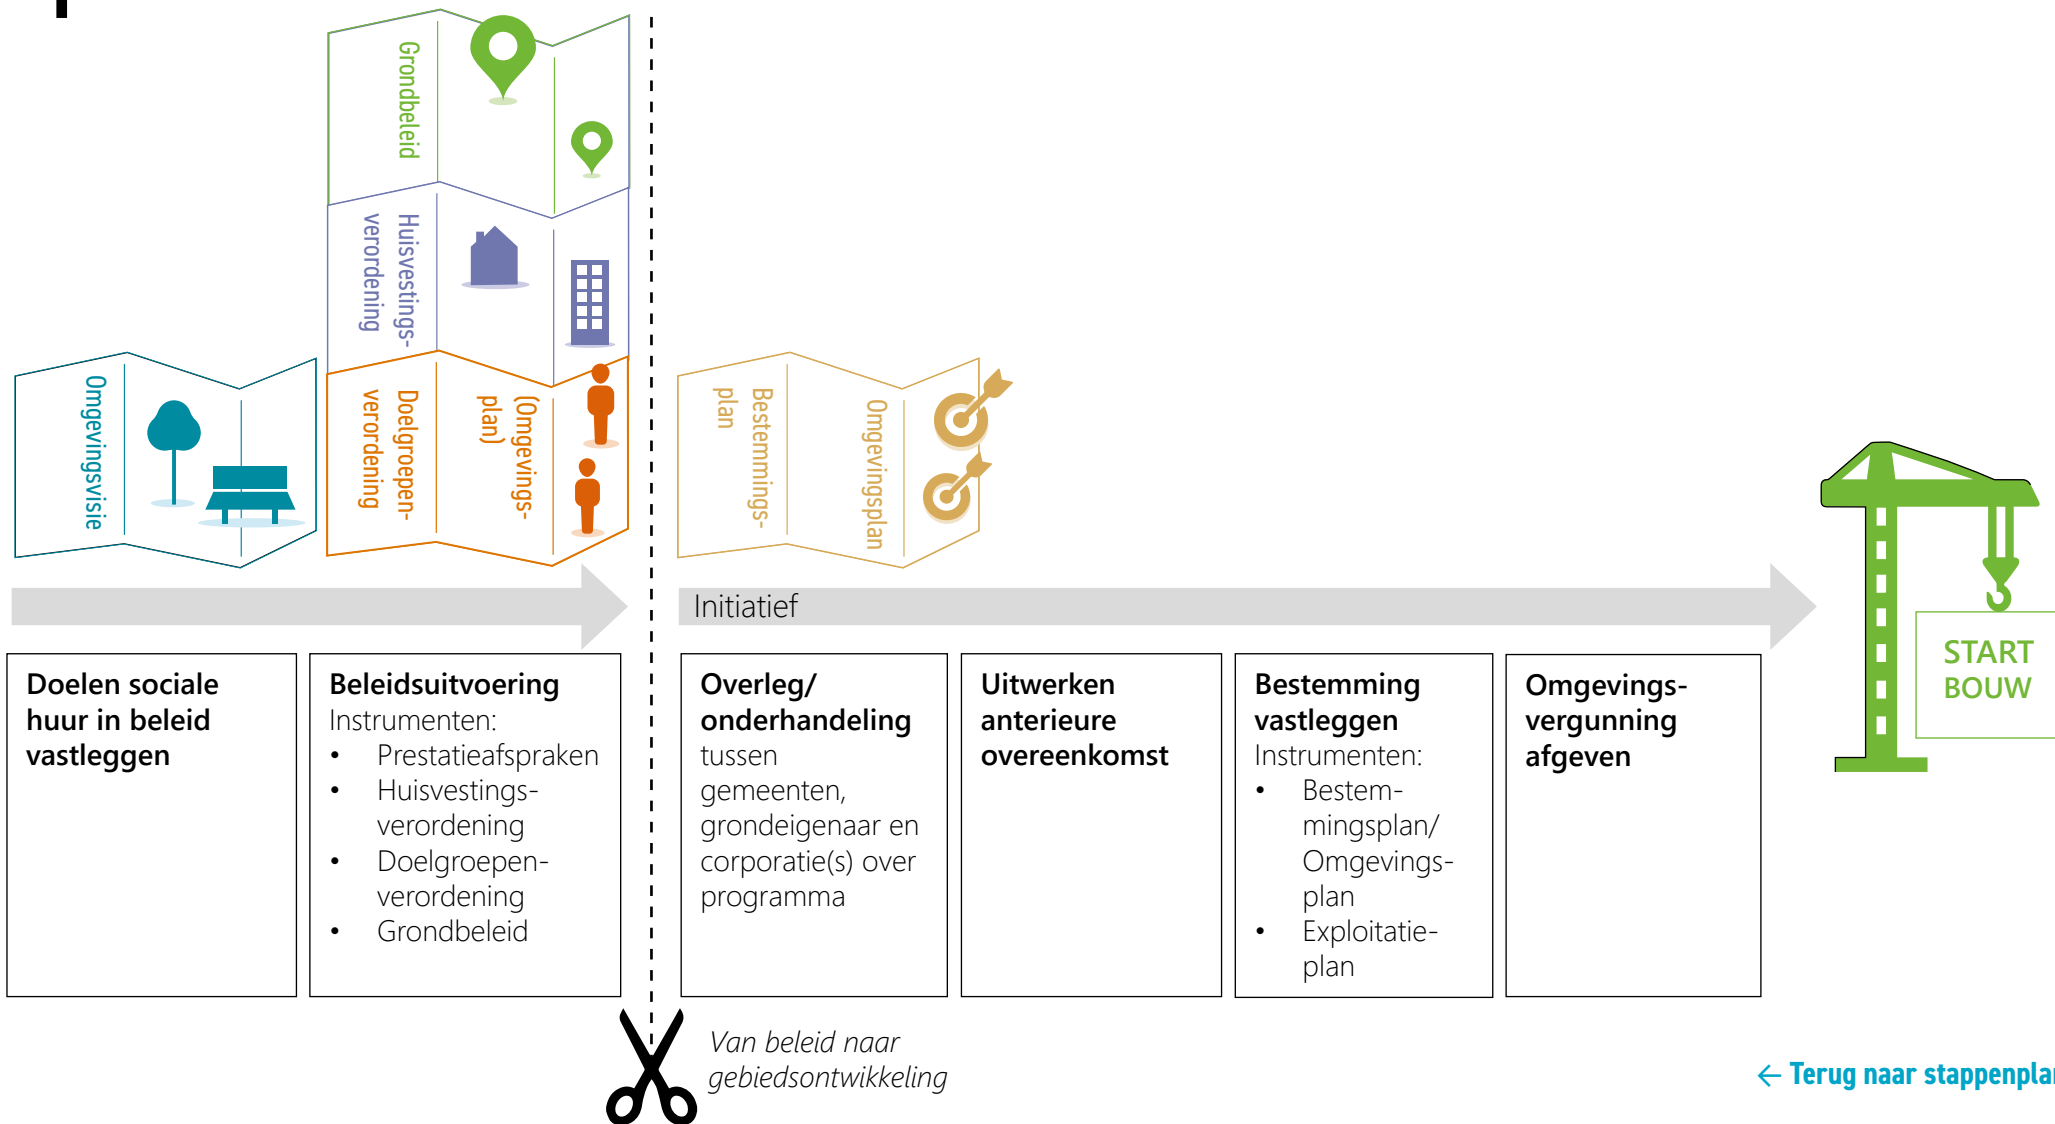 Grondbeleid
Huisvestings-
verordening
Omgevingsvisie
Doelgroepen-
verordening
(Omgevings-
plan)
Bestemmings-
plan
Omgevingsplan
Initiatief
Doelen sociale
huur in beleid
vastleggen
Beleidsuitvoering
Instrumenten:
• Prestatieafspraken
• Huisvestings-
verordening
• Doelgroepen-
verordening
• Grondbeleid
Overleg/
onderhandeling
tussen
gemeenten,
grondeigenaar en
corporatie(s) over
programma
Uitwerken
anterieure
overeenkomst
Bestemming
vastleggen
Instrumenten:
• Bestem-
mingsplan/
Omgevings-
plan
• Exploitatie-
plan
Omgevings-
vergunning
afgeven
START
BOUW
Van beleid naar
gebiedsontwikkeling
← Terug naar stappenplan